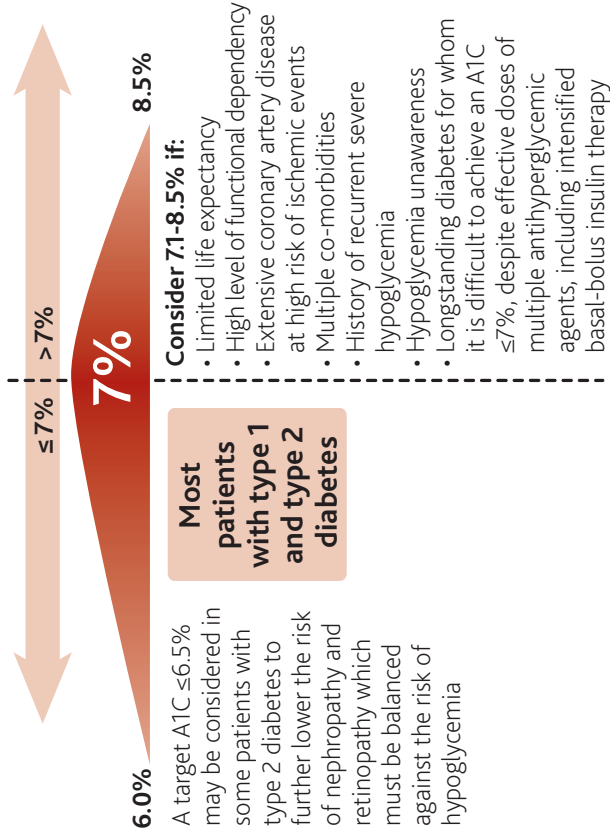 ≤7% >7%
7%
6.0% 8.5%
A target A1C ≤6.5%
may be considered in
some patients with
type 2 diabetes to
further lower the risk
of nephropathy and
retinopathy which
must be balanced
against the risk of
hypoglycemia
Most
patients
with type 1
and type 2
diabetes
Consider 7.1-8.5% if:
• Limited life expectancy
• High level of functional dependency
• Extensive coronary artery disease
at high risk of ischemic events
• Multiple co-morbidities
• History of recurrent severe
hypoglycemia
• Hypoglycemia unawareness
• Longstanding diabetes for whom
it is difficult to achieve an A1C
≤7%, despite effective doses of
multiple antihyperglycemic
agents, including intensified
basal-bolus insulin therapy